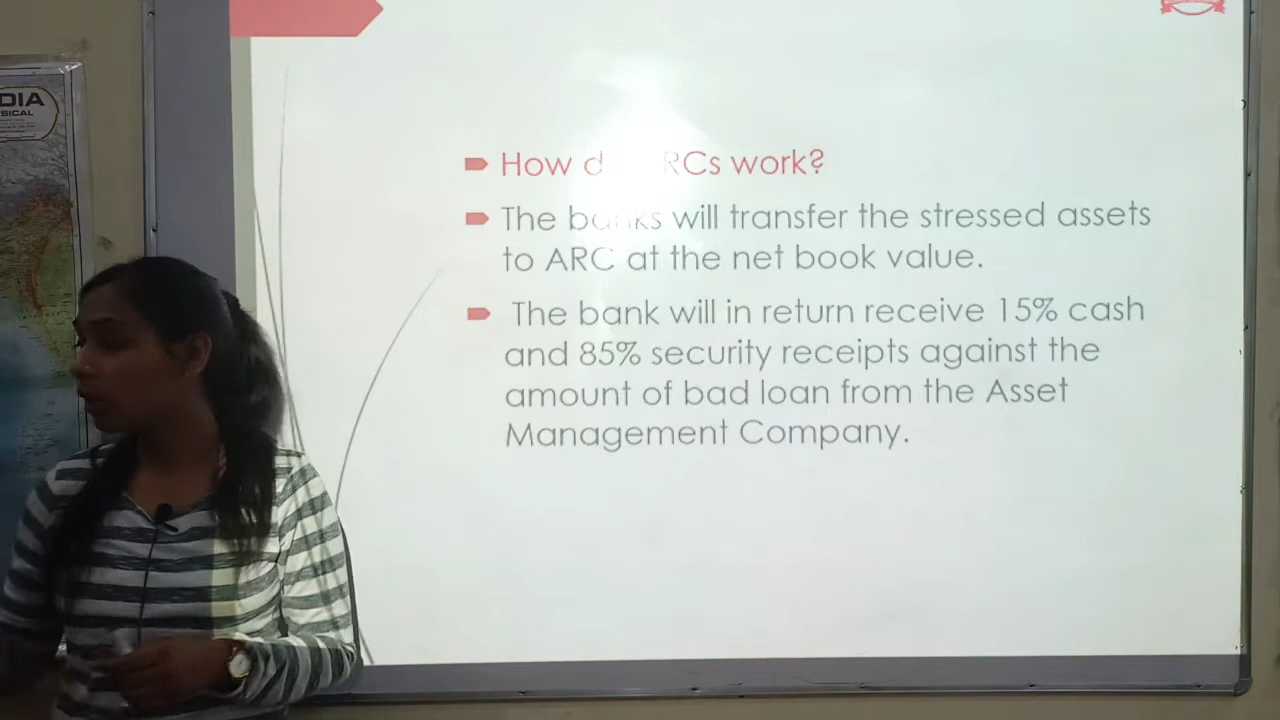 DIA
SICAL
How d RCs work?
The banks will transfer the stressed assets
to ARC at the net book value.
The bank will in return receive 15% cash
and 85% security receipts against the
amount of bad loan from the Asset
Management Company.